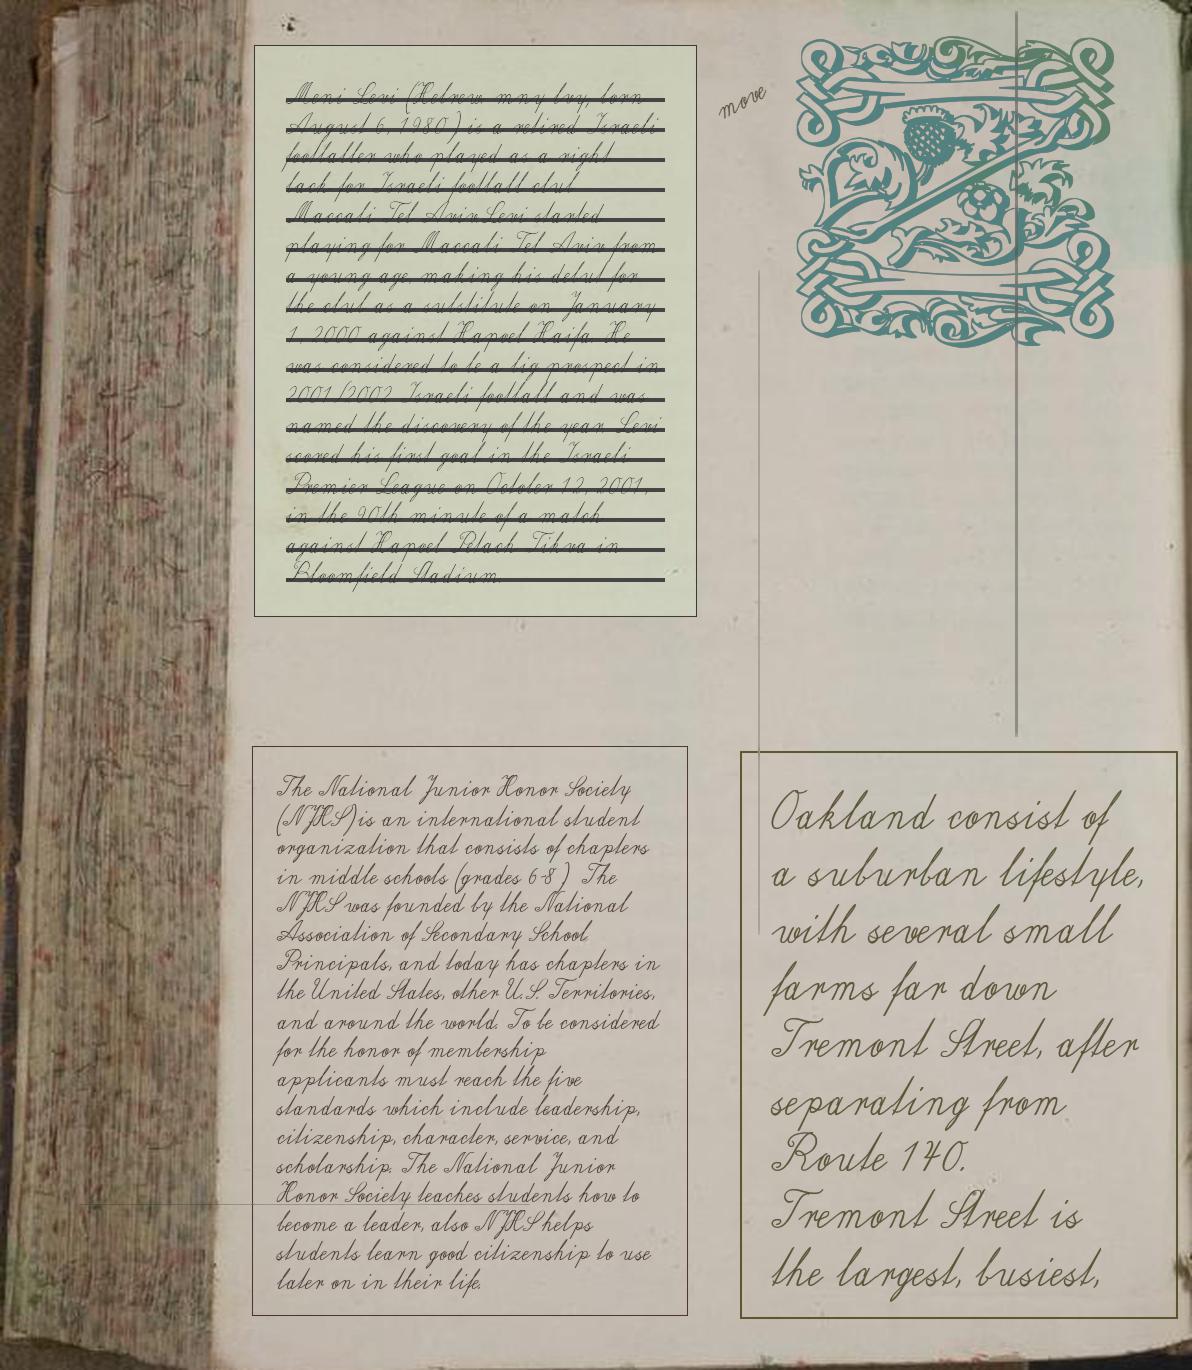 Meni Levi (Hebrew: mny lvy, born
August 6, 1980) is a retired Israeli
footballer who played as a right
back for Israeli football club
Maccabi Tel Aviv.Levi started
playing for Maccabi Tel Aviv from
a young age, making his debut for
the club as a substitute on January
1, 2000 against Hapoel Haifa. He
was considered to be a big prospect in
2001/2002 Israeli football and was
named the discovery of the year. Levi
scored his first goal in the Israeli
Premier League on October 12, 2001,
in the 90th minute of a match
against Hapoel Petach Tikva in
Bloomfield Stadium.
move
The National Junior Honor Society
(NJHS) is an international student
organization that consists of chapters
in middle schools (grades 6-8). The
NJHS was founded by the National
Association of Secondary School
Principals, and today has chapters in
the United States, other U.S. Territories,
and around the world. To be considered
for the honor of membership
applicants must reach the five
standards which include leadership,
citizenship, character, service, and
scholarship. The National Junior
Honor Society teaches students how to
become a leader, also NJHS helps
students learn good citizenship to use
later on in their life.
Oakland consist of
a suburban lifestyle,
with several small
farms far down
Tremont Street, after
separating from
Route 140.
Tremont Street is
the largest, busiest,